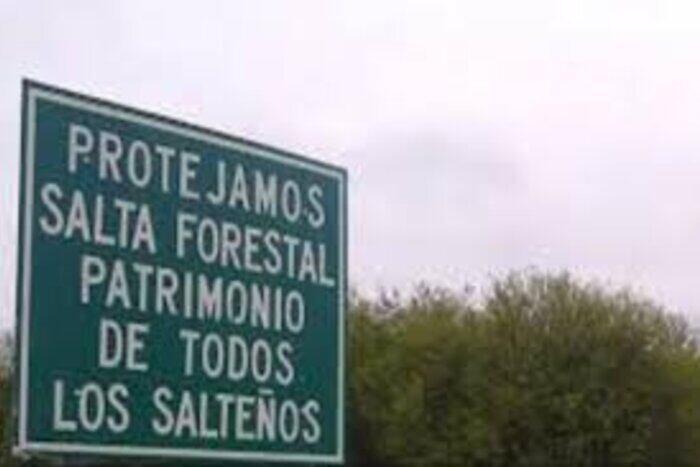 PROTEJAMOS
SALTA FORESTAL
PATRIMONIO
DE TODOS
LOS SALTEÑOS